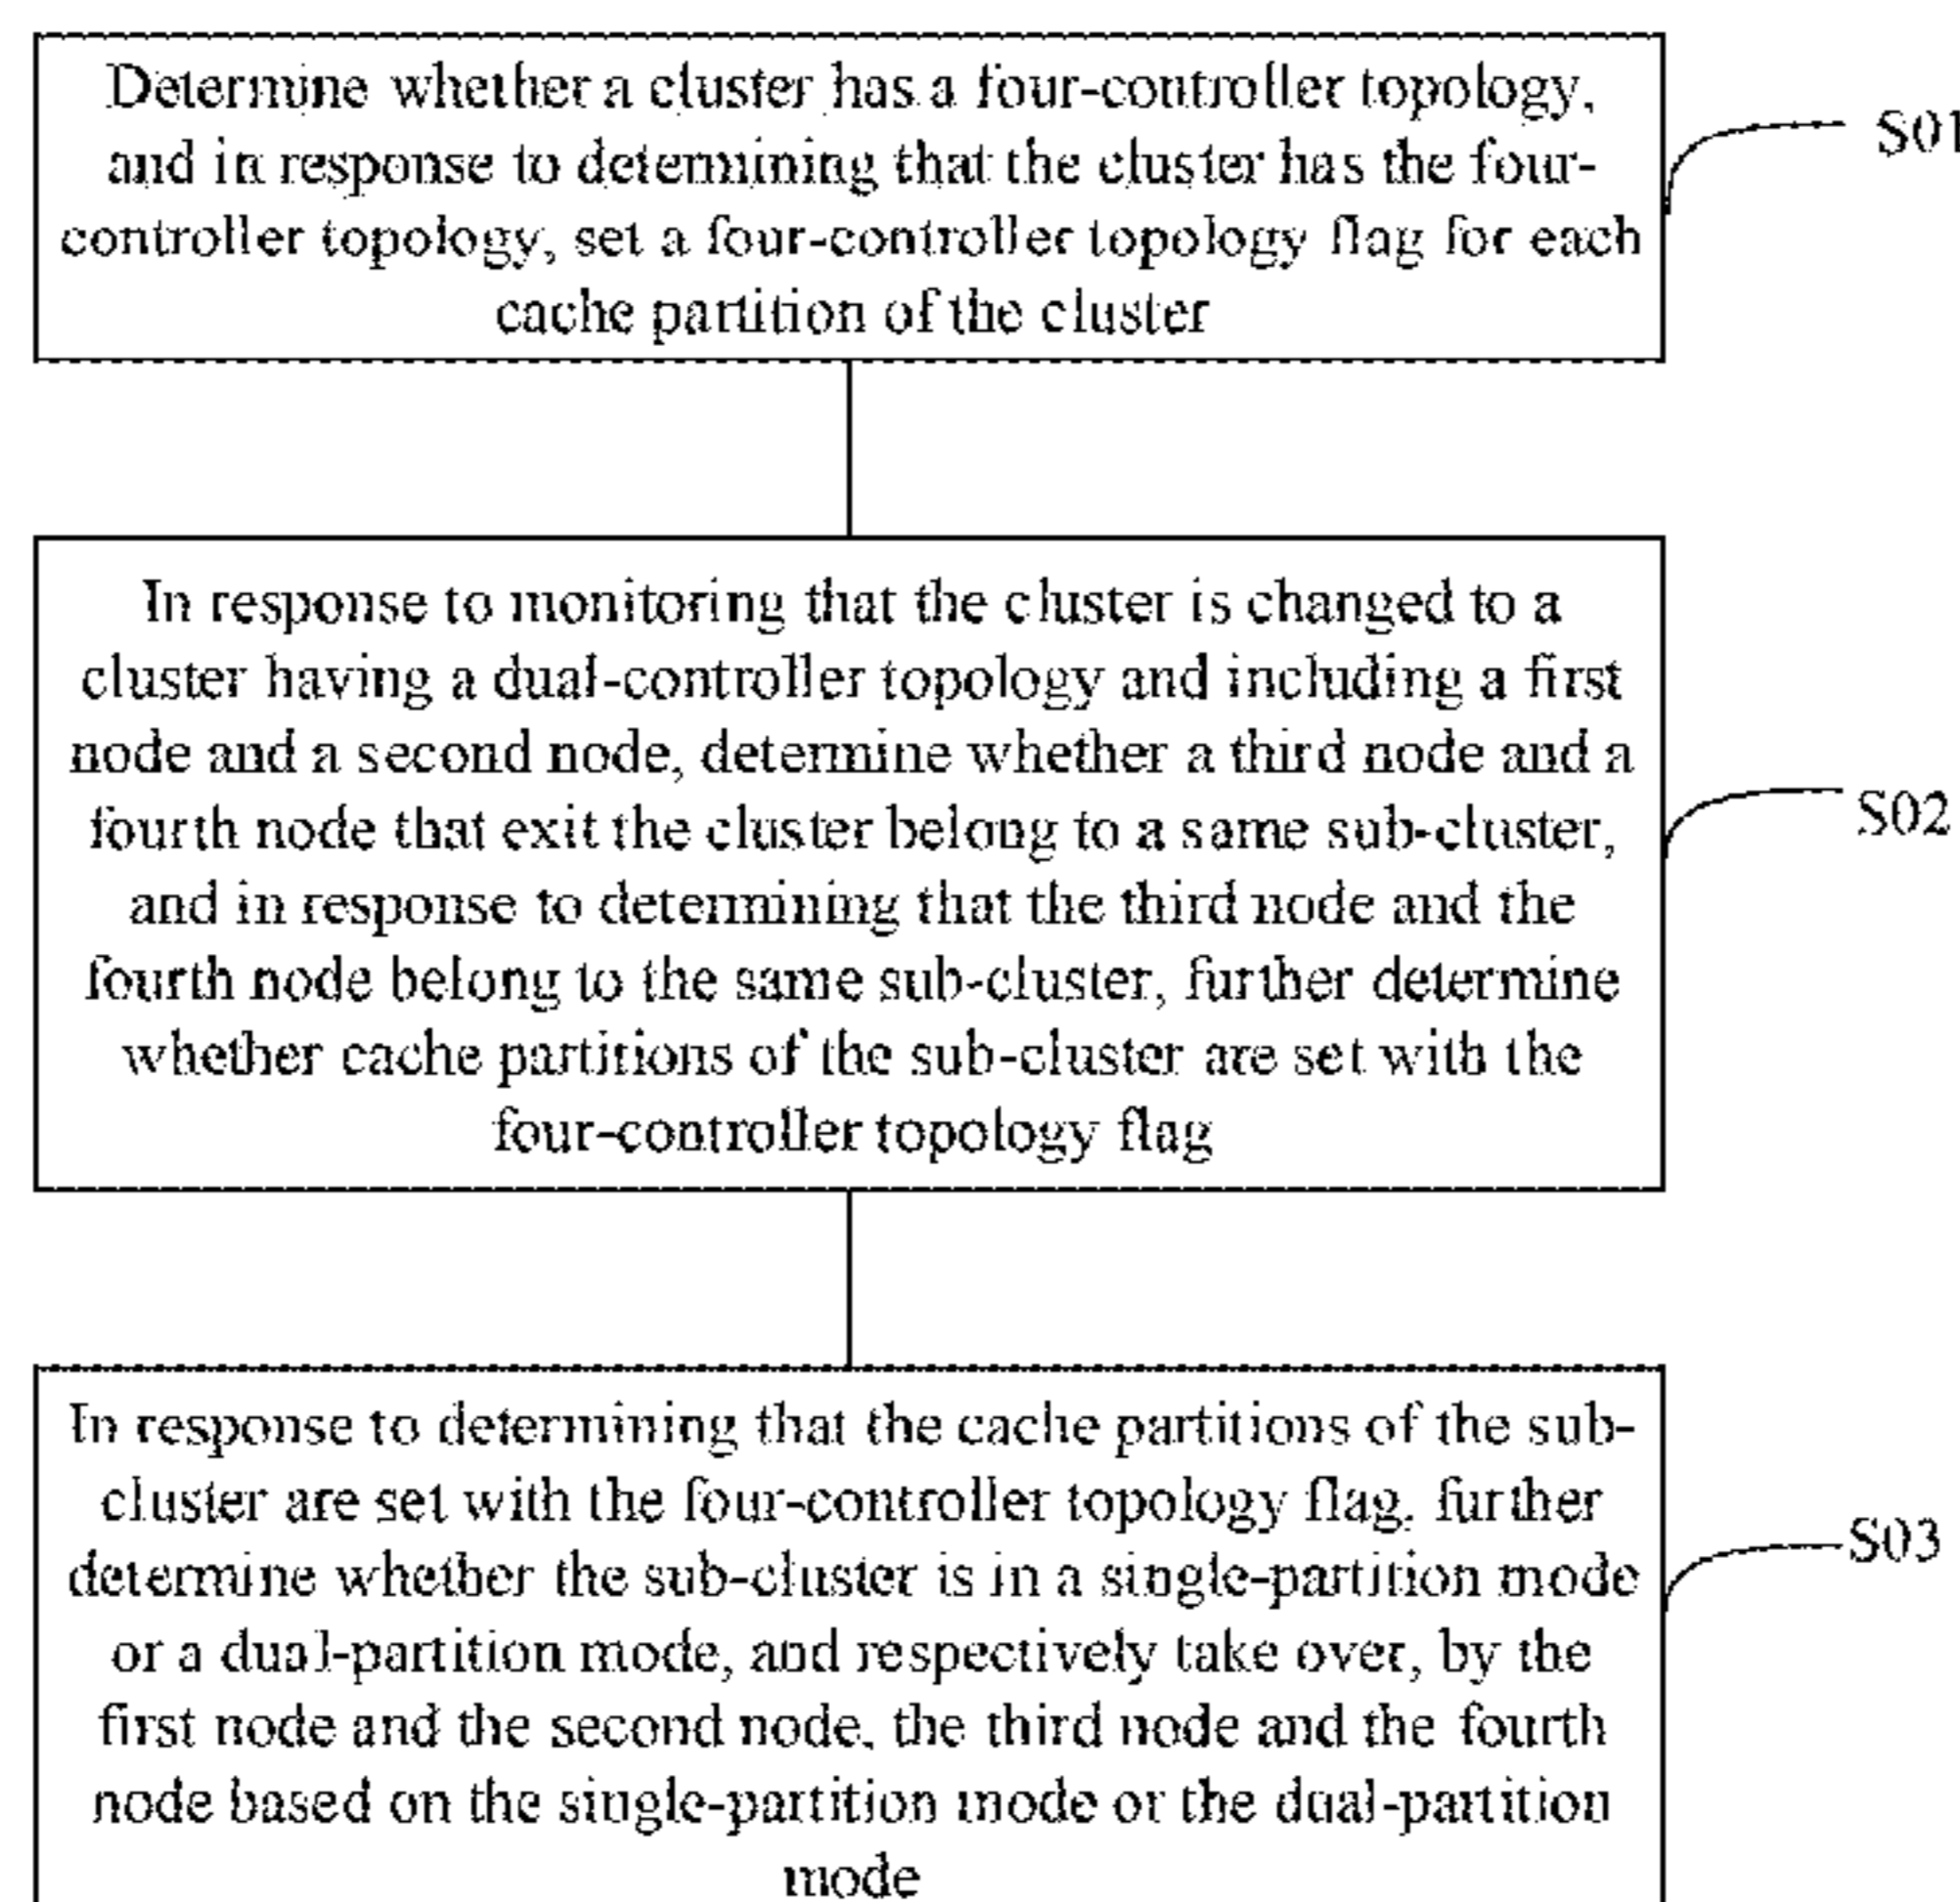 Determine whether a cluster has a four-controller topology,
and in response to determining that the cluster has the four-
controller topology, set a four-controller topology flag for each
cache partition of the cluster
S01
In response to monitoring that the cluster is changed to a
cluster having a dual-controller topology and including a first
node and a second node, determine whether a third node and a
fourth node that exit the cluster belong to a same sub-cluster,
and in response to determining that the third node and the
fourth node belong to the same sub-cluster, further determine
whether cache partitions of the sub-cluster are set with the
four-controller topology flag
S02
In response to determining that the cache partitions of the sub-
cluster are set with the four-controller topology flag, further
determine whether the sub-cluster is in a single-partition mode
or a dual-partition mode, and respectively take over, by the
first node and the second node, the third node and the fourth
node based on the single-partition mode or the dual-partition
mode
S03